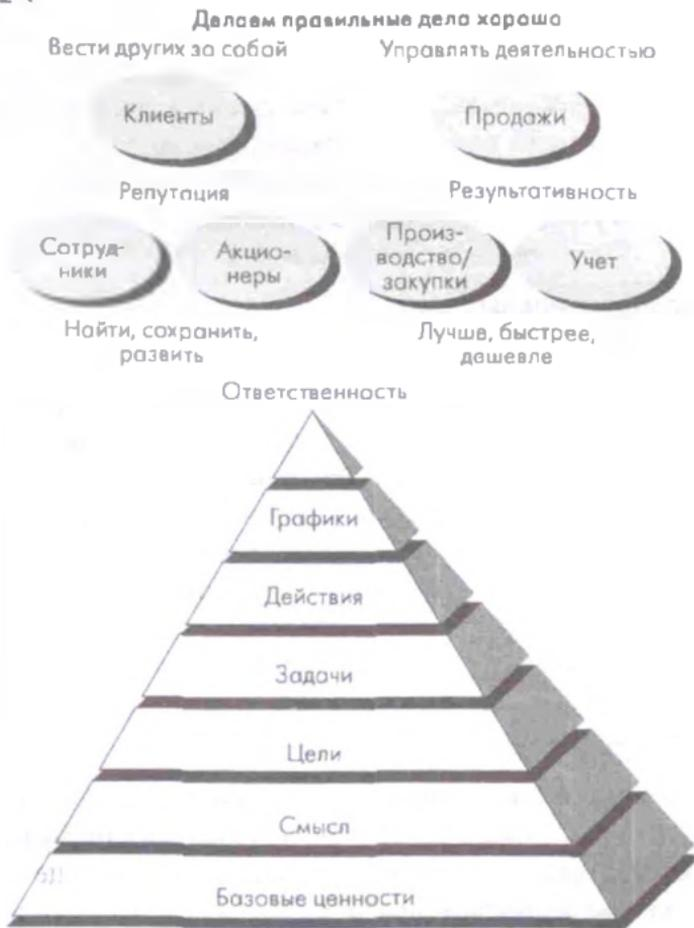 Делаем правильные дела хорошо
Вести других за собой
Управлять деятельностью
Клиенты
Продажи
Репутация
Результативность
Сотруд-
ники
Акцио-
неры
Произ-
водство/
закупки
Учет
Найти, сохранить,
развить
Лучше, быстрее,
дешевле
Ответственность
Графики
Действия
Задачи
Цели
Смысл
Базовые ценности